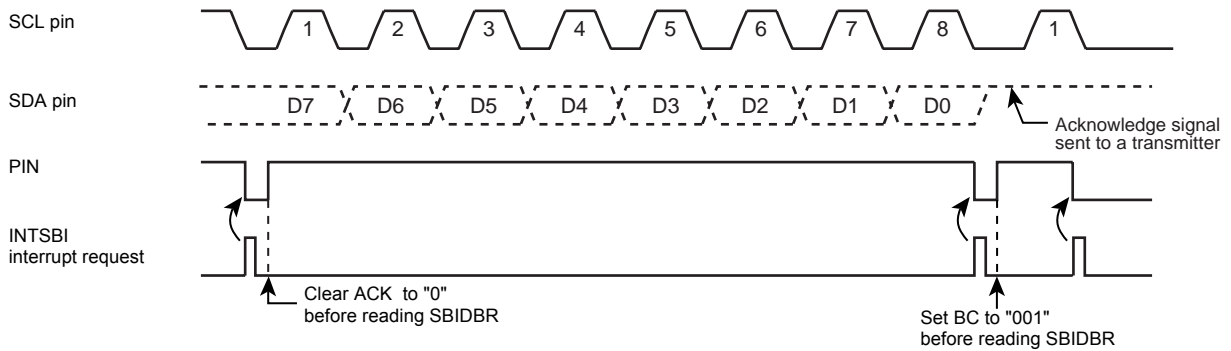 SCL pin
1 2 3 4 5 6 7 8 1
SDA pin
D7 D6 D5 D4 D3 D2 D1 D0
Acknowledge signal
sent to a transmitter
PIN
INTSBI
interrupt request
Clear ACK to "0"
before reading SBIDBR
Set BC to "001"
before reading SBIDBR